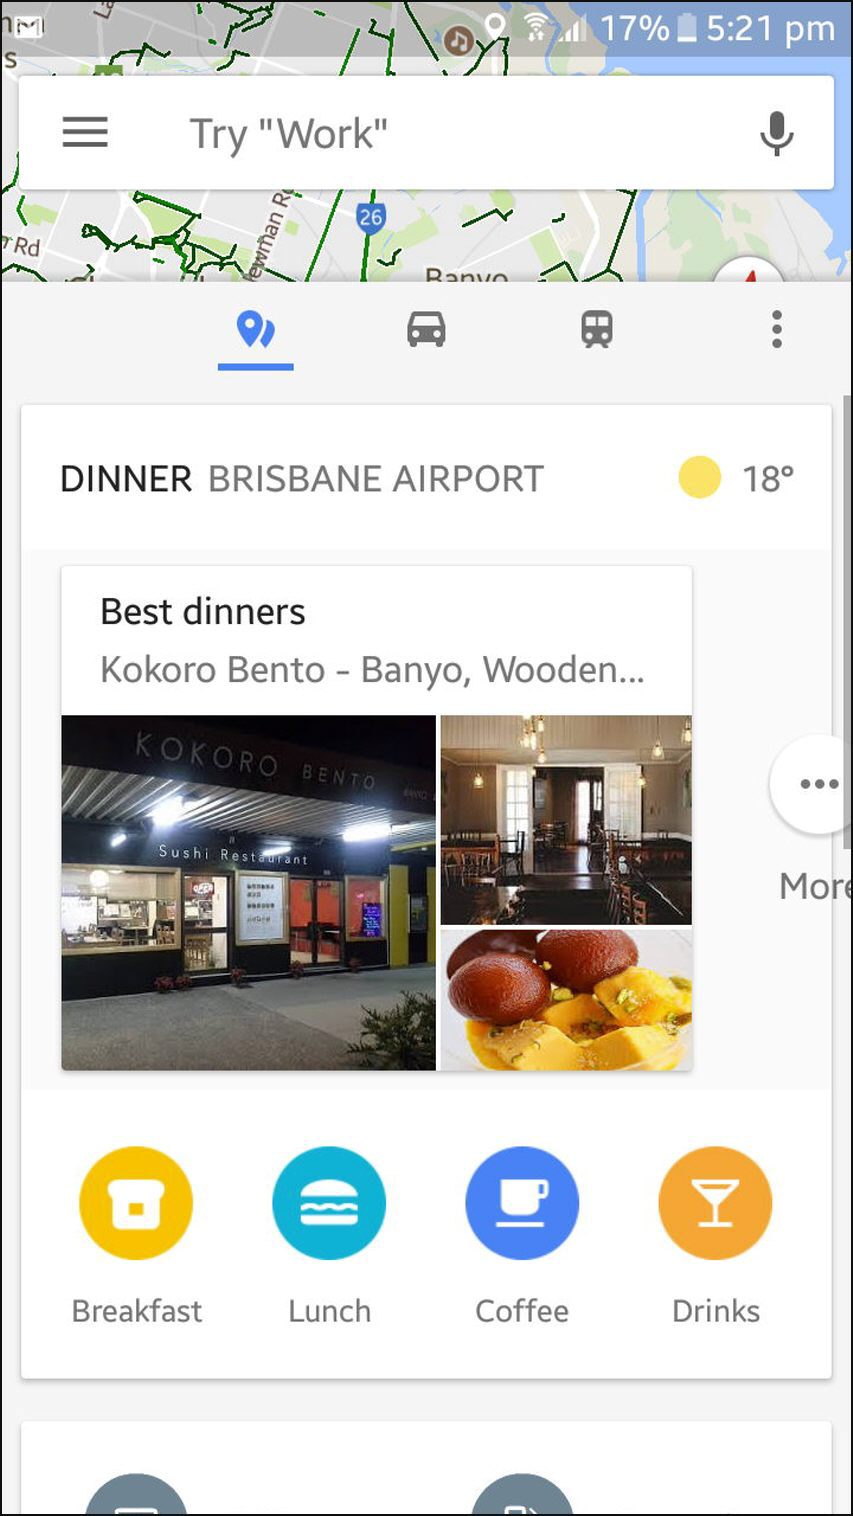 17% 5:21 pm
Try "Work"
26
Rd
Banyo
DINNER BRISBANE AIRPORT 18°
Best dinners
Kokoro Bento - Banyo, Wooden...
KOKORO BENTO
Sushi Restaurant
OPEN
More
Breakfast Lunch Coffee Drinks